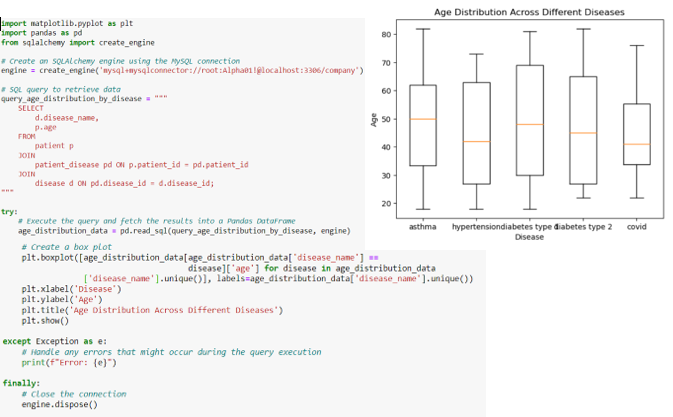 import matplotlib.pyplot as plt
import pandas as pd
from sqlalchemy import create_engine
# Create an SQLAlchemy engine using the MySQL connection
engine = create_engine('mysql+mysqlconnector://root:Alpha01!@localhost:3306/company')
# SQL query to retrieve data
query_age_distribution_by_disease = """
SELECT
d.disease_name,
p.age
FROM
patient p
JOIN
patient_disease pd ON p.patient_id = pd.patient_id
JOIN
disease d ON pd.disease_id = d.disease_id;
"""
try:
# Execute the query and fetch the results into a Pandas DataFrame
age_distribution_data = pd.read_sql(query_age_distribution_by_disease, engine)
# Create a box plot
plt.boxplot([age_distribution_data[age_distribution_data['disease_name'] ==
disease]['age'] for disease in age_distribution_data
['disease_name'].unique()], labels=age_distribution_data['disease_name'].unique())
plt.xlabel('Disease')
plt.ylabel('Age')
plt.title('Age Distribution Across Different Diseases')
plt.show()
except Exception as e:
# Handle any errors that might occur during the query execution
print(f"Error: {e}")
finally:
# Close the connection
engine.dispose()
Age Distribution Across Different Diseases
80
70
60
50
40
30
20
Age
asthma hypertension diabetes type 1 diabetes type 2 covid
Disease